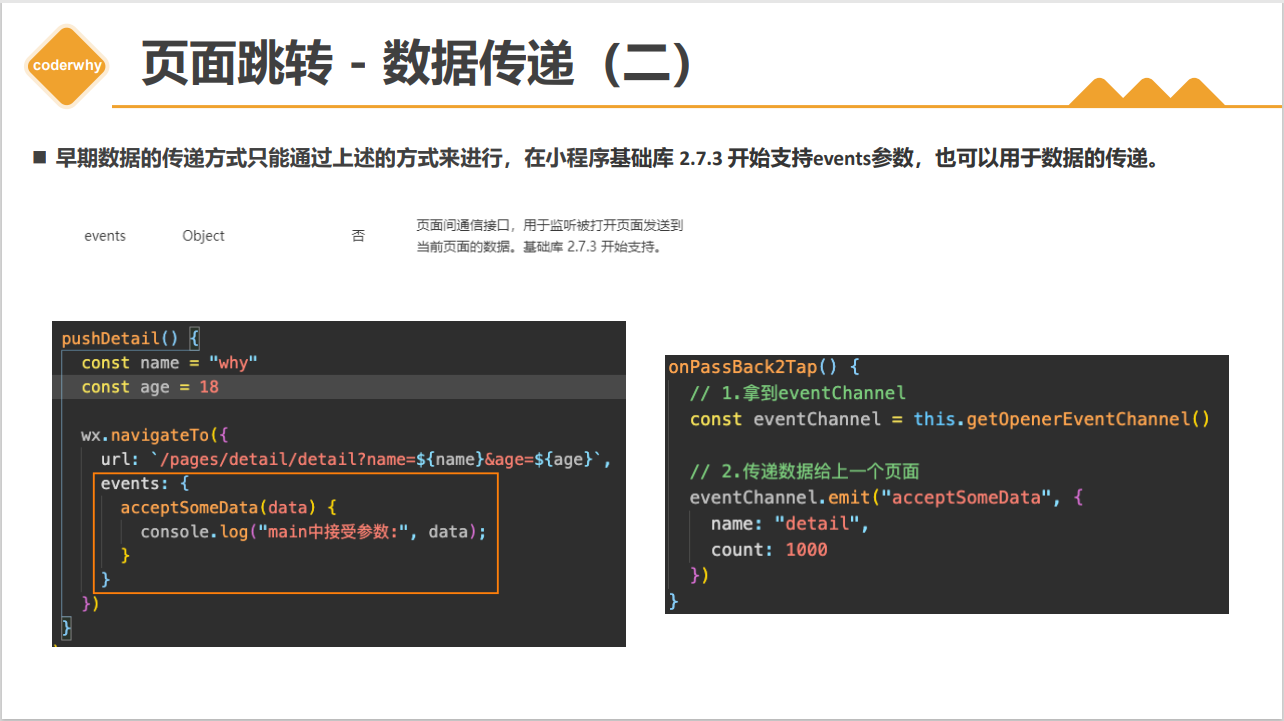 coderwhy
页面跳转 - 数据传递（二）
■ 早期数据的传递方式只能通过上述的方式来进行，在小程序基础库 2.7.3 开始支持events参数，也可以用于数据的传递。
events Object 否 页面间通信接口，用于监听被打开页面发送到
当前页面的数据。基础库 2.7.3 开始支持。
pushDetail() {
const name = "why"
const age = 18
wx.navigateTo({
url: `/pages/detail/detail?name=${name}&age=${age}`,
events: {
acceptSomeData(data) {
console.log("main中接受参数:", data);
}
}
})
}
onPassBack2Tap() {
// 1.拿到eventChannel
const eventChannel = this.getOpenerEventChannel()
// 2.传递数据给上一个页面
eventChannel.emit("acceptSomeData", {
name: "detail",
count: 1000
})
}